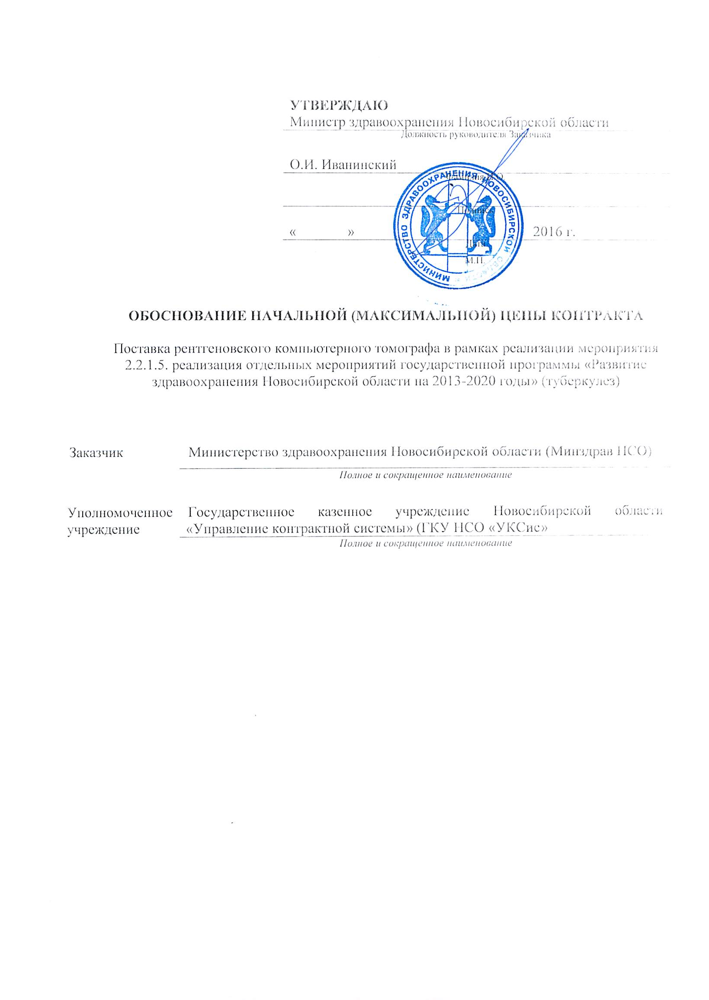 УТВЕРЖДАЮ
Министр здравоохранения Новосибирской области
Должность руководителя Заказчика
О.И. Иванинский
Фамилия И.О.
МИНИСТЕРСТВО ЗДРАВООХРАНЕНИЯ НОВОСИБИРСКОЙ ОБЛАСТИ
Подпись
« » 2016 г.
Дата
М.П.
ОБОСНОВАНИЕ НАЧАЛЬНОЙ (МАКСИМАЛЬНОЙ) ЦЕНЫ КОНТРАКТА
Поставка рентгеновского компьютерного томографа в рамках реализации мероприятия
2.2.1.5. реализация отдельных мероприятий государственной программы «Развитие
здравоохранения Новосибирской области на 2013-2020 годы» (туберкулез)
Заказчик Министерство здравоохранения Новосибирской области (Минздрав НСО)
Полное и сокращенное наименование
Уполномоченное Государственное казенное учреждение Новосибирской области
учреждение «Управление контрактной системы» (ГКУ НСО «УКСис»
Полное и сокращенное наименование